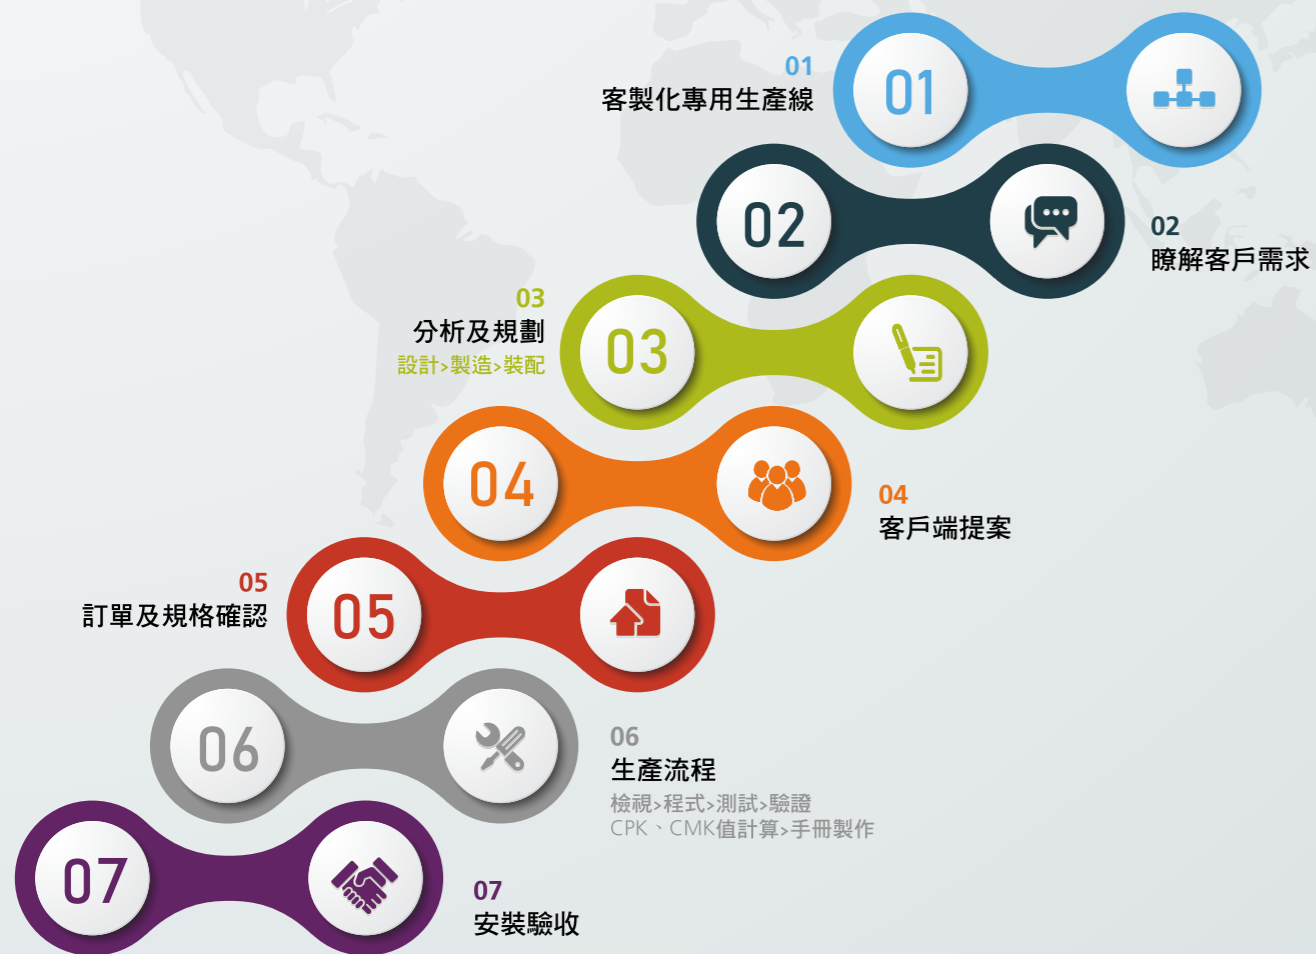 01
客製化專用生產線
01
02
02
瞭解客戶需求
03
分析及規劃
設計>製造>裝配
03
04
04
客戶端提案
05
訂單及規格確認
05
06
06
生產流程
檢視>程式>測試>驗證
CPK、CMK值計算>手冊製作
07
07
安裝驗收